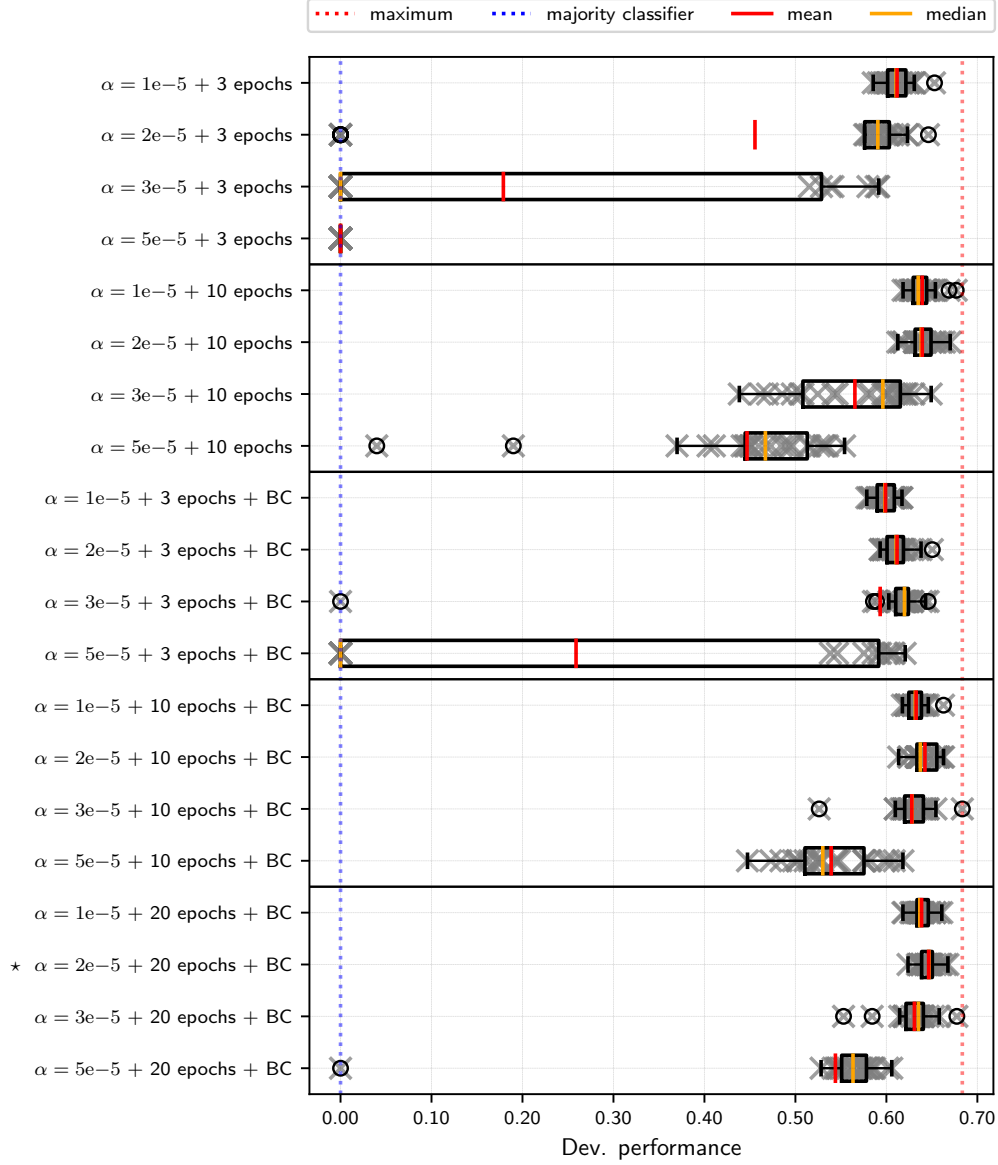 maximum majority classifier mean median
α = 1e−5 + 3 epochs
α = 2e−5 + 3 epochs
α = 3e−5 + 3 epochs
α = 5e−5 + 3 epochs
α = 1e−5 + 10 epochs
α = 2e−5 + 10 epochs
α = 3e−5 + 10 epochs
α = 5e−5 + 10 epochs
α = 1e−5 + 3 epochs + BC
α = 2e−5 + 3 epochs + BC
α = 3e−5 + 3 epochs + BC
α = 5e−5 + 3 epochs + BC
α = 1e−5 + 10 epochs + BC
α = 2e−5 + 10 epochs + BC
α = 3e−5 + 10 epochs + BC
α = 5e−5 + 10 epochs + BC
α = 1e−5 + 20 epochs + BC
⋆ α = 2e−5 + 20 epochs + BC
α = 3e−5 + 20 epochs + BC
α = 5e−5 + 20 epochs + BC
0.00 0.10 0.20 0.30 0.40 0.50 0.60 0.70
Dev. performance